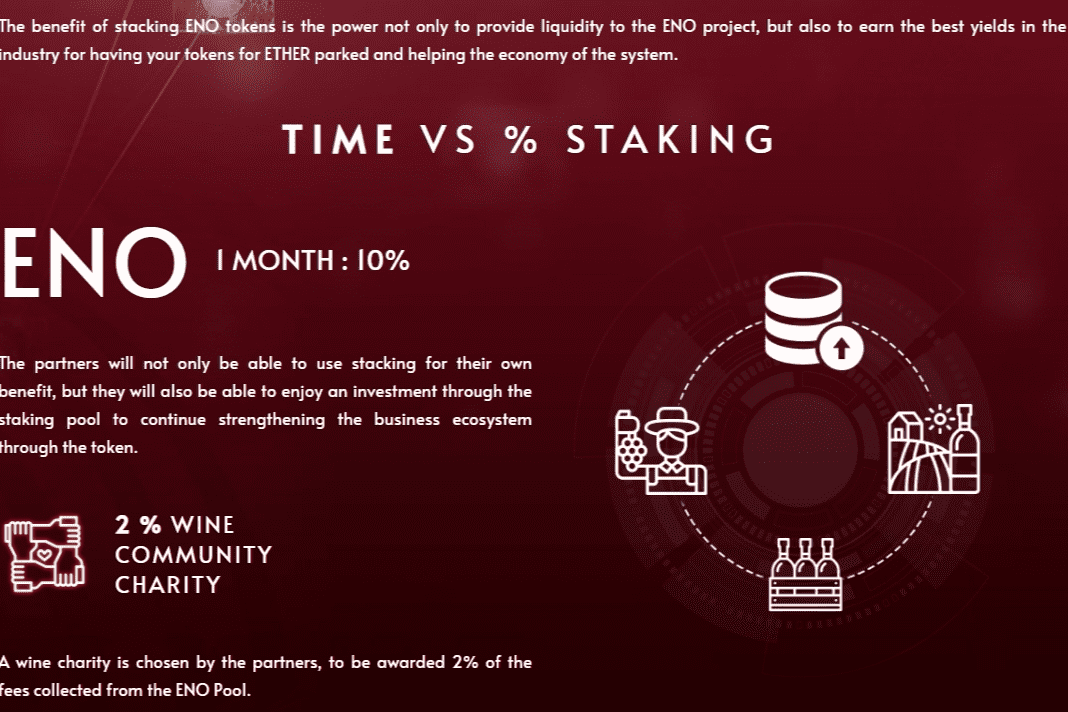 The benefit of stacking ENO tokens is the power not only to provide liquidity to the ENO project, but also to earn the best yields in the
industry for having your tokens for ETHER parked and helping the economy of the system.
TIME VS % STAKING
ENO
1 MONTH : 10%
The partners will not only be able to use stacking for their own
benefit, but they will also be able to enjoy an investment through the
staking pool to continue strengthening the business ecosystem
through the token.
2 % WINE
COMMUNITY
CHARITY
A wine charity is chosen by the partners, to be awarded 2% of the
fees collected from the ENO Pool.